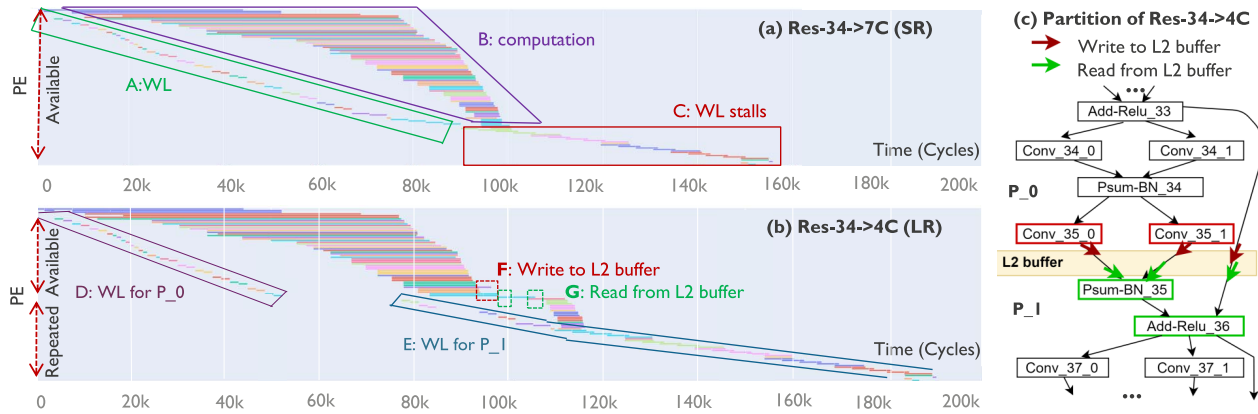 (a) Res-34->7C (SR)
B: computation
A:WL
C: WL stalls
PE
Available
Time (Cycles)
0 20k 40k 60k 80k 100k 120k 140k 160k 180k 200k
(b) Res-34->4C (LR)
F: Write to L2 buffer
G: Read from L2 buffer
D: WL for P_0
E: WL for P_1
PE
Repeated Available
Time (Cycles)
0 20k 40k 60k 80k 100k 120k 140k 160k 180k 200k
(c) Partition of Res-34->4C
Write to L2 buffer
Read from L2 buffer
•••
Add-Relu_33
Conv_34_0 Conv_34_1
P_0
Psum-BN_34
Conv_35_0 Conv_35_1
L2 buffer
Psum-BN_35
P_1
Add-Relu_36
Conv_37_0 Conv_37_1
•••